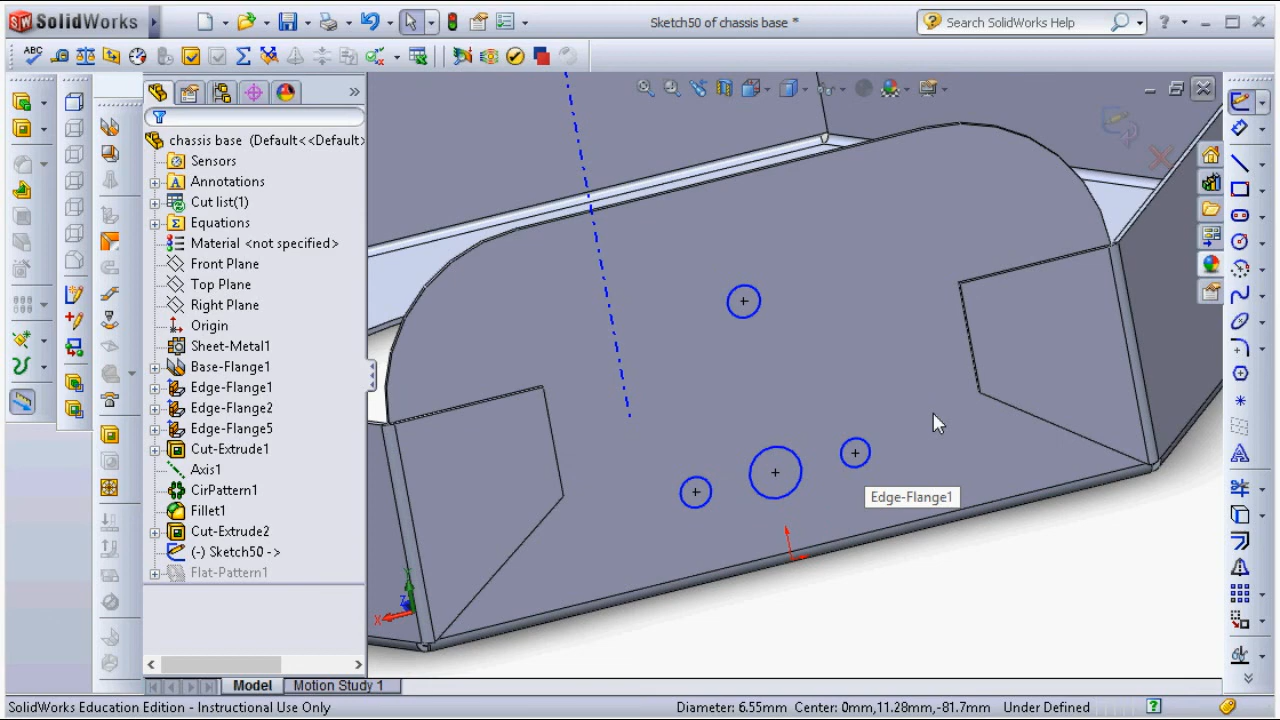 SolidWorks
Sketch50 of chassis base *
Search SolidWorks Help
ABC
chassis base (Default<<Default>
Sensors
Annotations
Cut list(1)
Equations
Material <not specified>
Front Plane
Top Plane
Right Plane
Origin
Sheet-Metal1
Base-Flange1
Edge-Flange1
Edge-Flange2
Edge-Flange5
Cut-Extrude1
Axis1
CirPattern1
Fillet1
Cut-Extrude2
(-) Sketch50 ->
Flat-Pattern1
Edge-Flange1
X
Z
Model
Motion Study 1
SolidWorks Education Edition - Instructional Use Only
Diameter: 6.55mm Center: 0mm,11.28mm,-81.7mm Under Defined